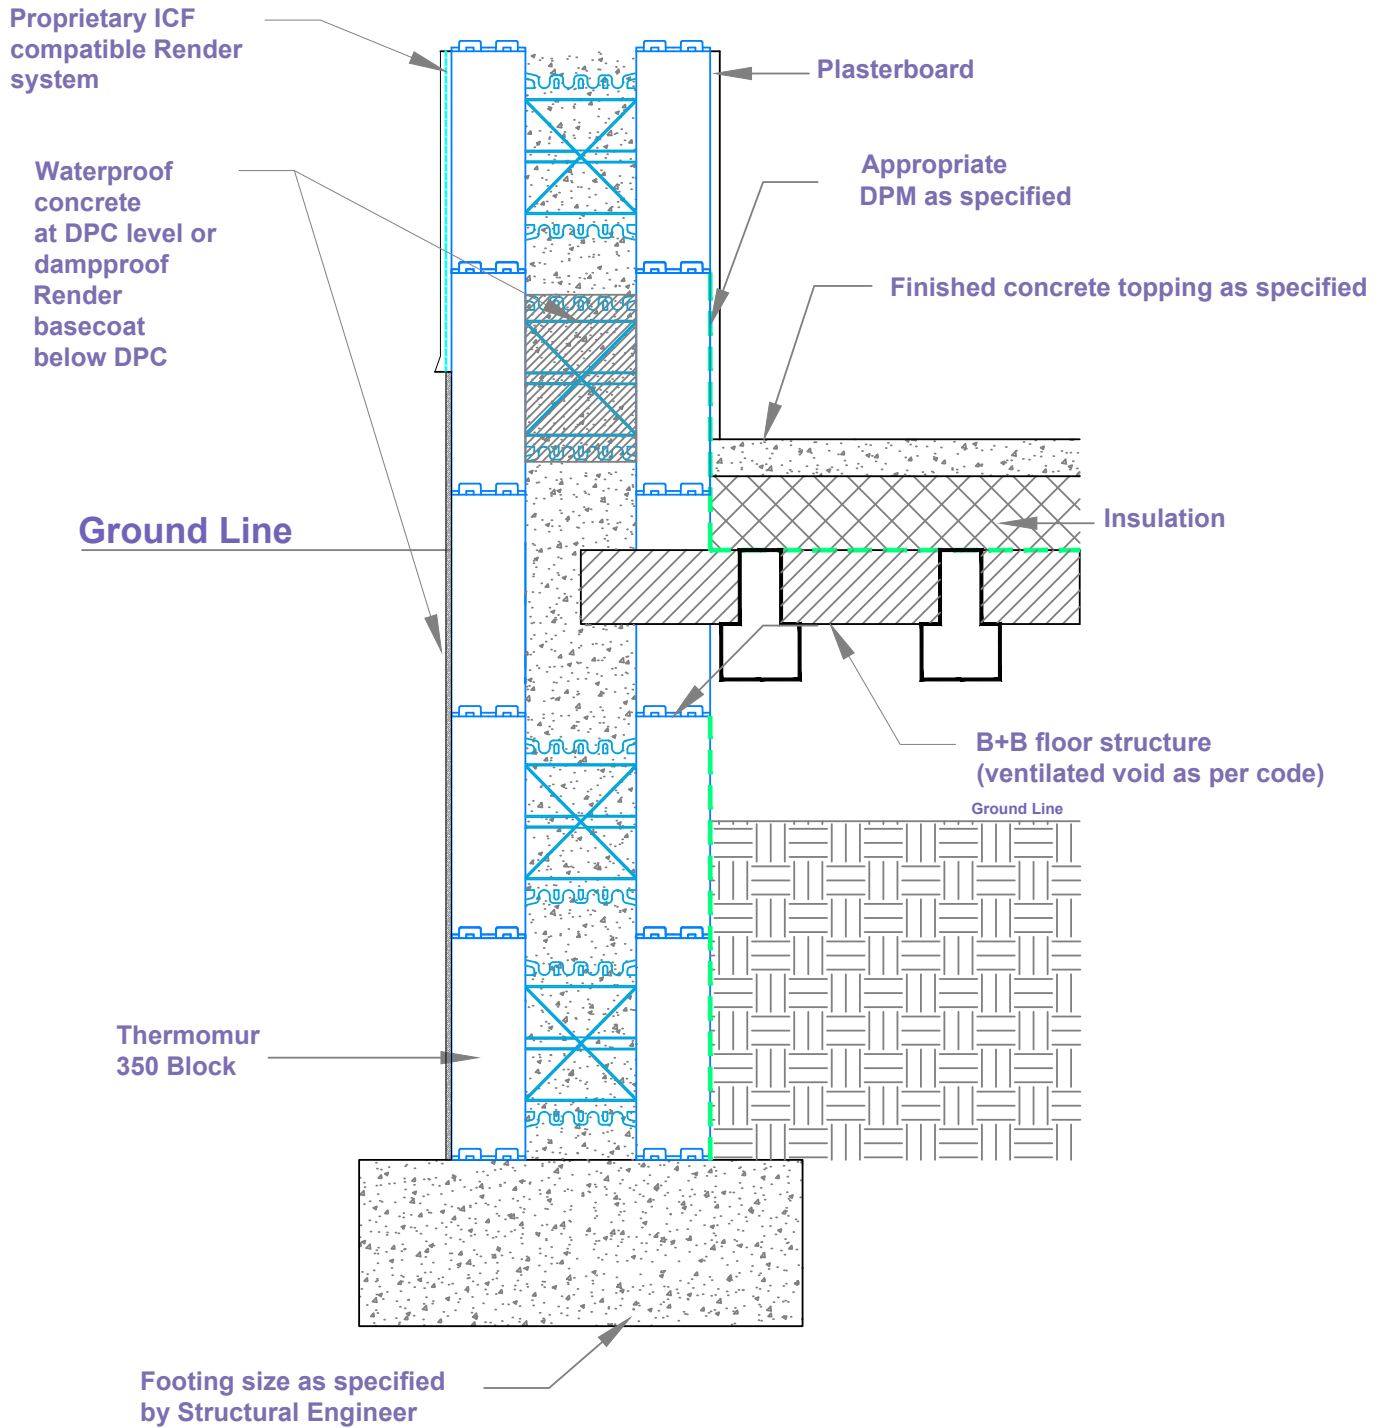 Proprietary ICF
compatible Render
system
Plasterboard
Waterproof
concrete
at DPC level or
dampproof
Render
basecoat
below DPC
Appropriate
DPM as specified
Finished concrete topping as specified
Insulation
Ground Line
B+B floor structure
(ventilated void as per code)
Ground Line
Thermomur
350 Block
Footing size as specified
by Structural Engineer